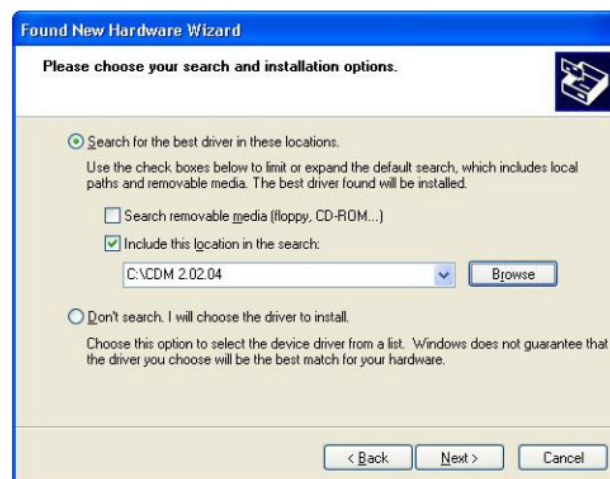 Found New Hardware Wizard
Please choose your search and installation options.
Search for the best driver in these locations.
Use the check boxes below to limit or expand the default search, which includes local
paths and removable media. The best driver found will be installed.
Search removable media (floppy, CD-ROM...)
Include this location in the search:
C:\CDM 2.02.04
Browse
Don't search. I will choose the driver to install.
Choose this option to select the device driver from a list. Windows does not guarantee that
the driver you choose will be the best match for your hardware.
< Back Next > Cancel